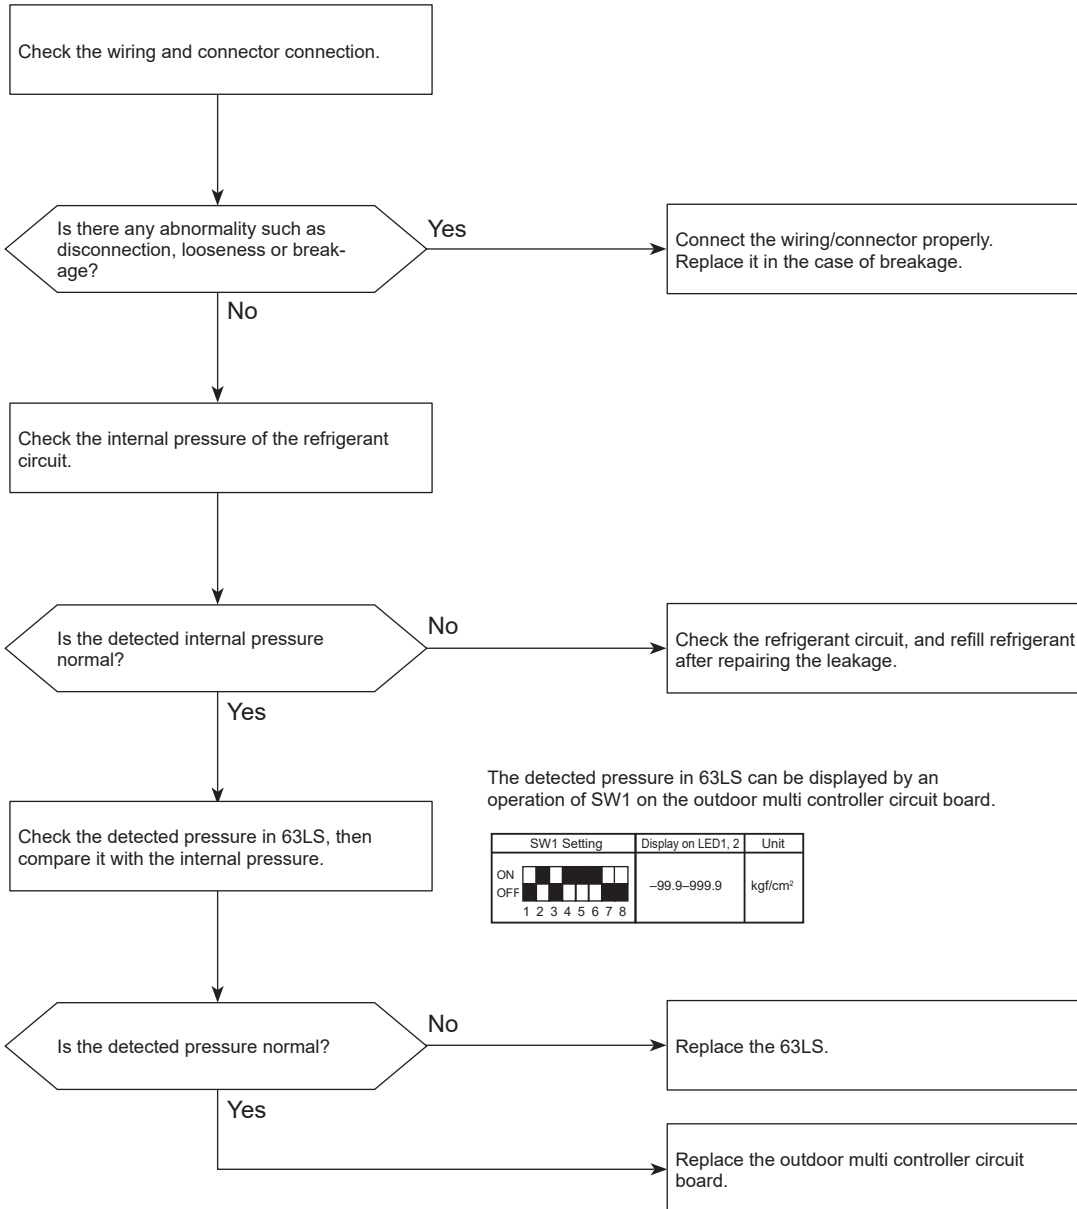 Check the wiring and connector connection.
Is there any abnormality such as
disconnection, looseness or break-
age?
Yes
Connect the wiring/connector properly.
Replace it in the case of breakage.
No
Check the internal pressure of the refrigerant
circuit.
Is the detected internal pressure
normal?
No
Check the refrigerant circuit, and refill refrigerant
after repairing the leakage.
Yes
The detected pressure in 63LS can be displayed by an
operation of SW1 on the outdoor multi controller circuit board.
Check the detected pressure in 63LS, then
compare it with the internal pressure.
SW1 Setting Display on LED1, 2 Unit
ON
OFF
–99.9–999.9 kgf/cm²
1 2 3 4 5 6 7 8
Is the detected pressure normal?
No
Replace the 63LS.
Yes
Replace the outdoor multi controller circuit
board.